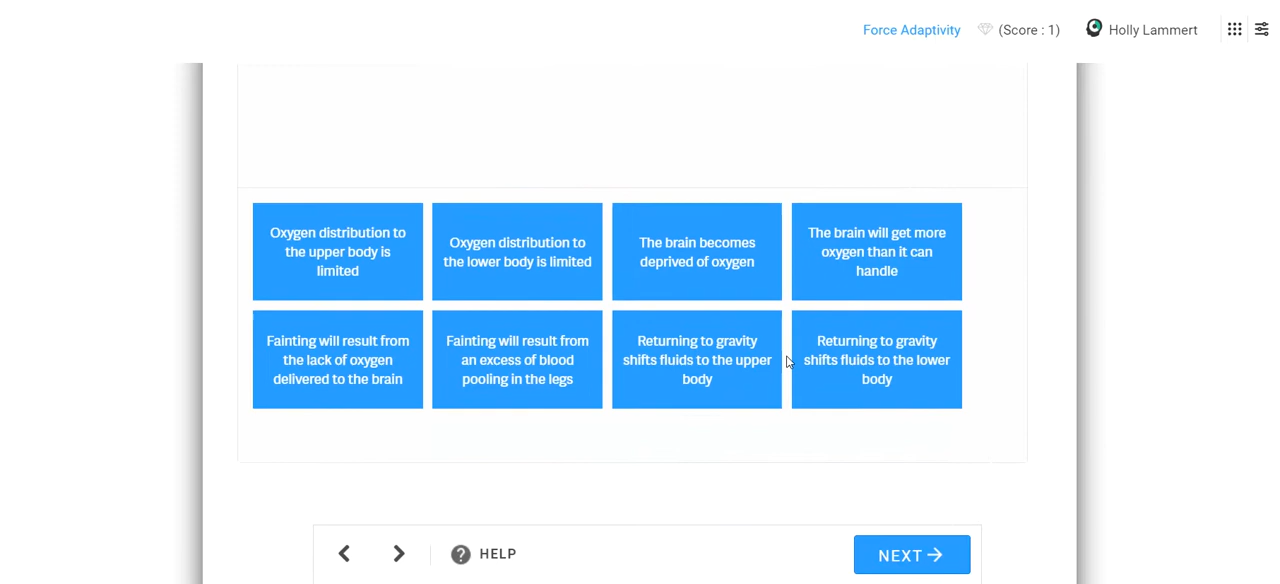 Force Adaptivity (Score : 1) Holly Lammert
Oxygen distribution to
the upper body is
limited
Oxygen distribution to
the lower body is limited
The brain becomes
deprived of oxygen
The brain will get more
oxygen than it can
handle
Fainting will result from
the lack of oxygen
delivered to the brain
Fainting will result from
an excess of blood
pooling in the legs
Returning to gravity
shifts fluids to the upper
body
Returning to gravity
shifts fluids to the lower
body
? HELP
NEXT